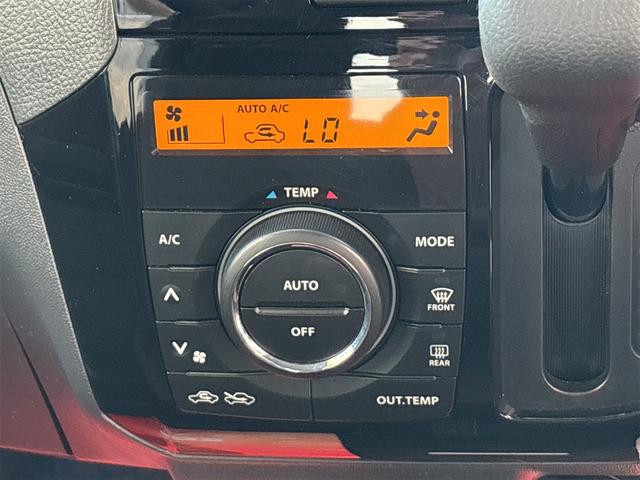 AUTO A/C
LO
TEMP
A/C
MODE
AUTO
OFF
FRONT
REAR
OUT.TEMP